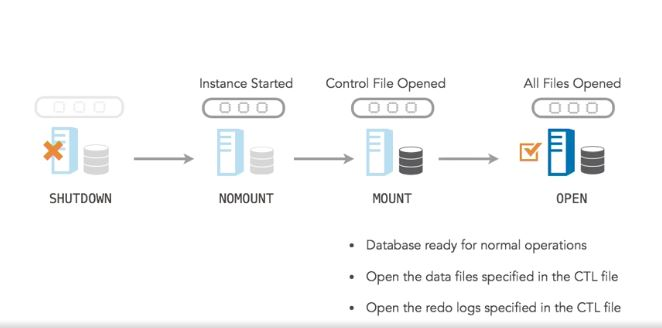 Instance Started
Control File Opened
All Files Opened
SHUTDOWN
NOMOUNT
MOUNT
OPEN
• Database ready for normal operations
• Open the data files specified in the CTL file
• Open the redo logs specified in the CTL file